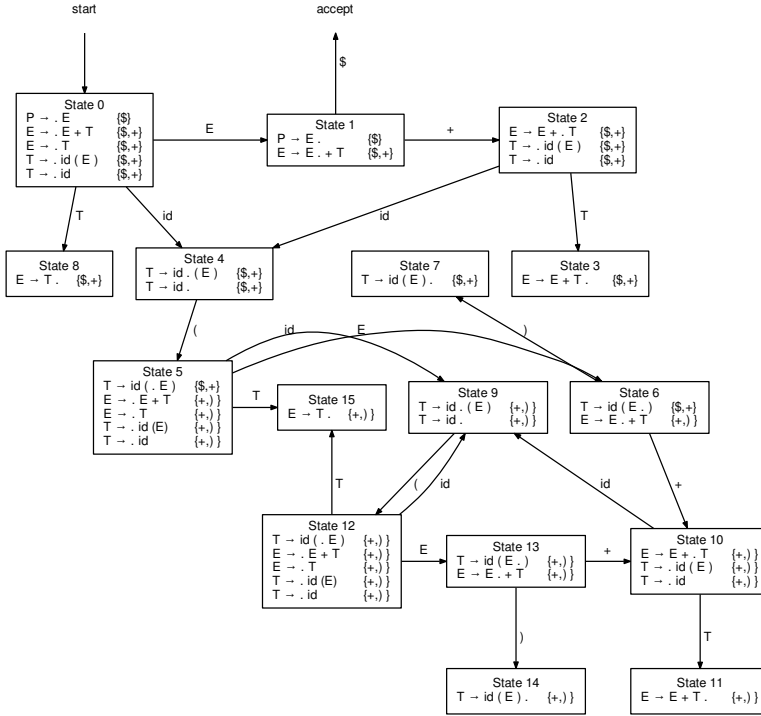 start
accept
$
State 0
P → . E {$}
E → . E + T {$,+}
E → . T {$,+}
T → . id ( E ) {$,+}
T → . id {$,+}
E
State 1
P → E . {$}
E → E . + T {$,+}
+
State 2
E → E + . T {$,+}
T → . id ( E ) {$,+}
T → . id {$,+}
T
id
id
T
State 8
E → T . {$,+}
State 4
T → id . ( E ) {$,+}
T → id . {$,+}
State 7
T → id ( E ) . {$,+}
State 3
E → E + T . {$,+}
(
id
E
)
State 5
T → id ( . E ) {$,+}
E → . E + T {+,) }
E → . T {+,) }
T → . id (E) {+,) }
T → . id {+,) }
T
State 15
E → T . {+,) }
State 9
T → id . ( E ) {+,) }
T → id . {+,) }
State 6
T → id ( E . ) {$,+}
E → E . + T {+,) }
T
(
id
id
+
State 12
T → id ( . E ) {+,) }
E → . E + T {+,) }
E → . T {+,) }
T → . id (E) {+,) }
T → . id {+,) }
E
State 13
T → id ( E . ) {+,) }
E → E . + T {+,) }
+
State 10
E → E + . T {+,) }
T → . id ( E ) {+,) }
T → . id {+,) }
)
T
State 14
T → id ( E ) . {+,) }
State 11
E → E + T . {+,) }